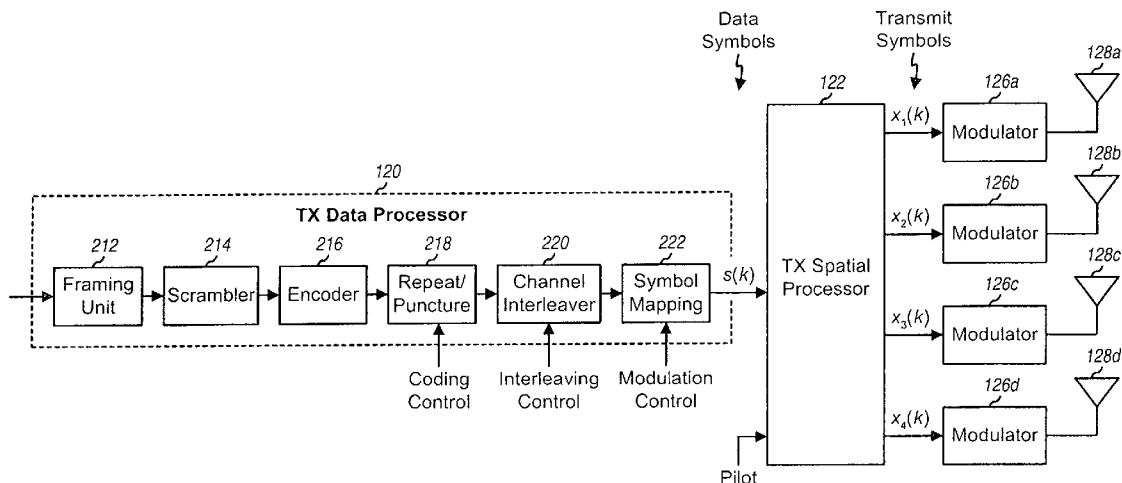 Data
Symbols
Transmit
Symbols
128a
122
126a
x1(k)
Modulator
128b
126b
x2(k)
Modulator
120
TX Data Processor
212
214
216
218
220
222
Framing
Unit
Scrambler
Encoder
Repeat/
Puncture
Channel
Interleaver
Symbol
Mapping
s(k)
TX Spatial
Processor
128c
126c
x3(k)
Modulator
Coding
Control
Interleaving
Control
Modulation
Control
128d
126d
x4(k)
Modulator
Pilot